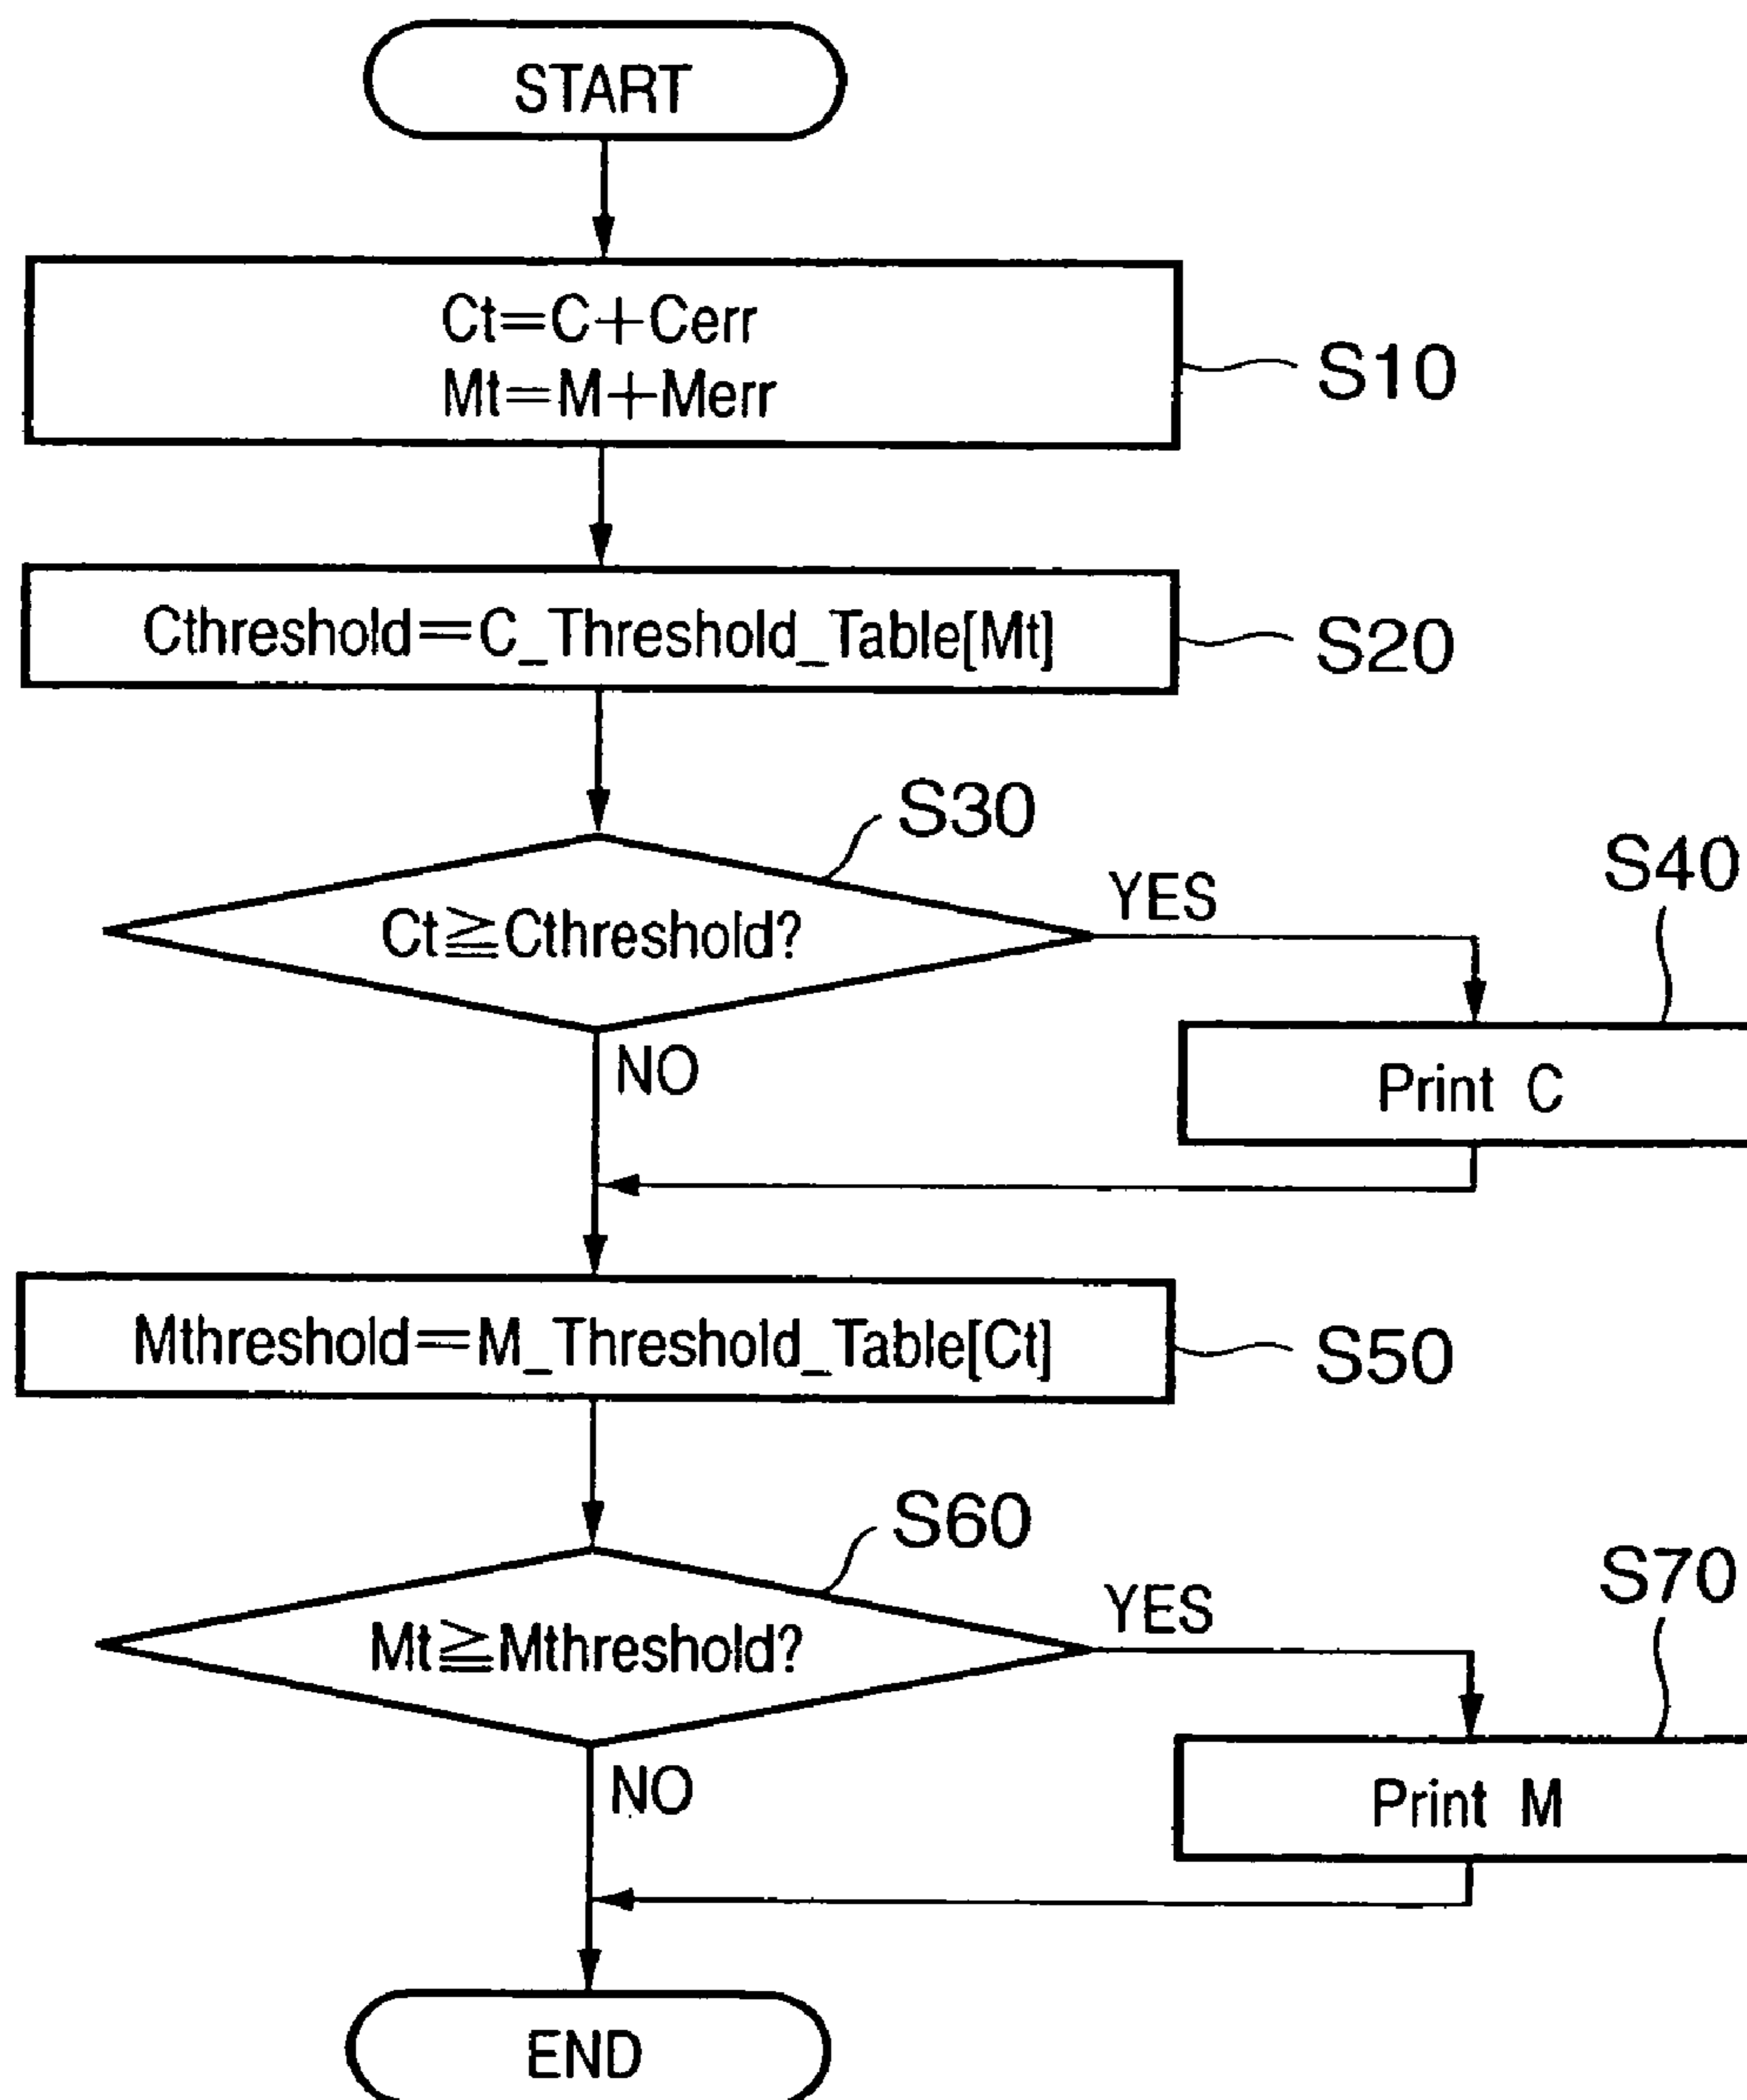 START
Ct=C+Cerr
Mt=M+Merr
S10
Cthreshold=C_Threshold_Table[Mt]
S20
S30
Ct≧Cthreshold?
YES
S40
Print C
NO
Mthreshold=M_Threshold_Table[Ct]
S50
S60
Mt≧Mthreshold?
YES
S70
Print M
NO
END